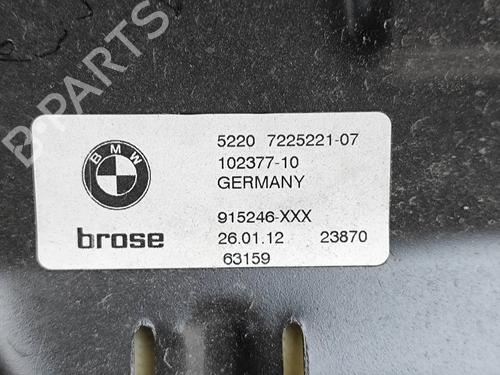 B-PARTS
BMW
5220 7225221-07
102377-10
GERMANY
915246-XXX
brose
26.01.12 23870
63159